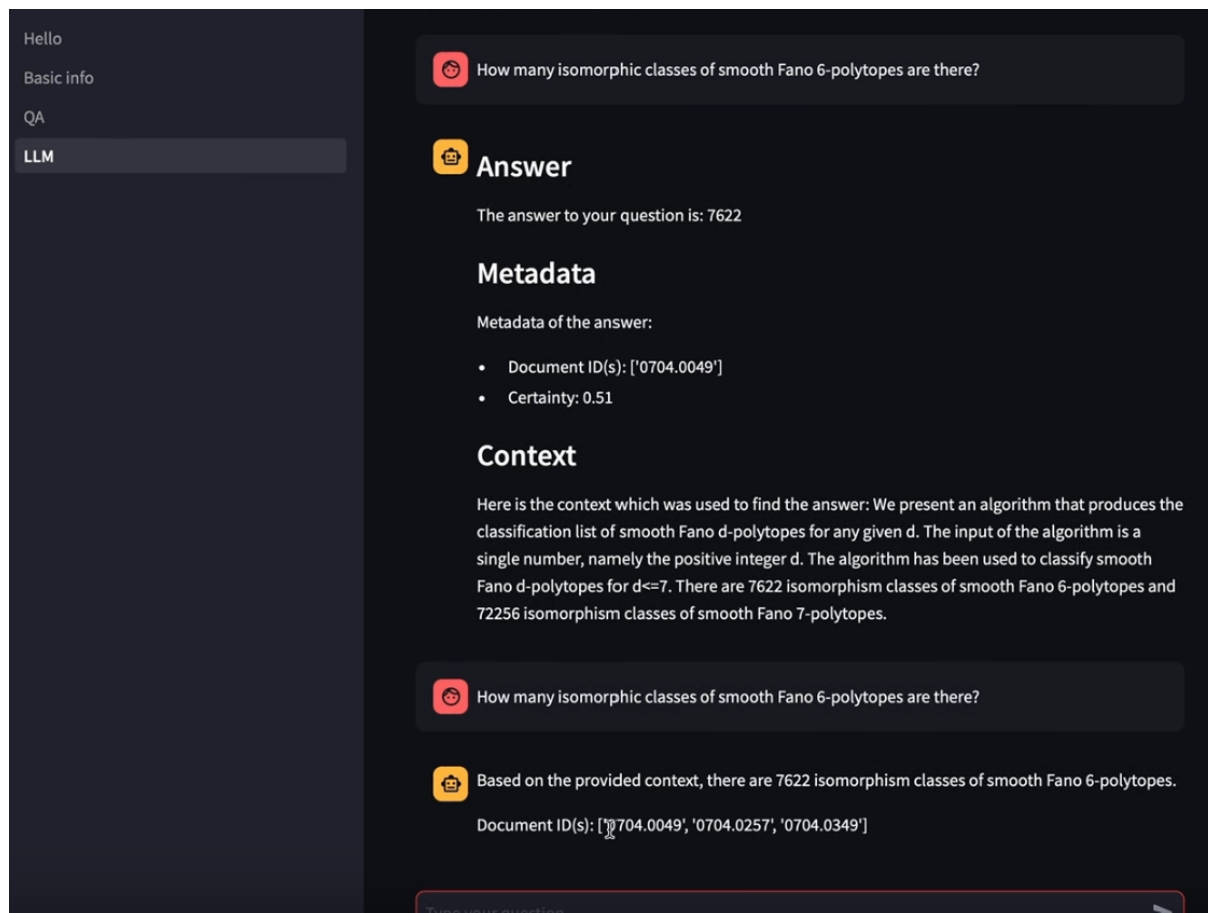 Hello
Basic info
QA
LLM
How many isomorphic classes of smooth Fano 6-polytopes are there?
Answer
The answer to your question is: 7622
Metadata
Metadata of the answer:
• Document ID(s): ['0704.0049']
• Certainty: 0.51
Context
Here is the context which was used to find the answer: We present an algorithm that produces the
classification list of smooth Fano d-polytopes for any given d. The input of the algorithm is a
single number, namely the positive integer d. The algorithm has been used to classify smooth
Fano d-polytopes for d<=7. There are 7622 isomorphism classes of smooth Fano 6-polytopes and
72256 isomorphism classes of smooth Fano 7-polytopes.
How many isomorphic classes of smooth Fano 6-polytopes are there?
Based on the provided context, there are 7622 isomorphism classes of smooth Fano 6-polytopes.
Document ID(s): ['0704.0049', '0704.0257', '0704.0349']
Type your question